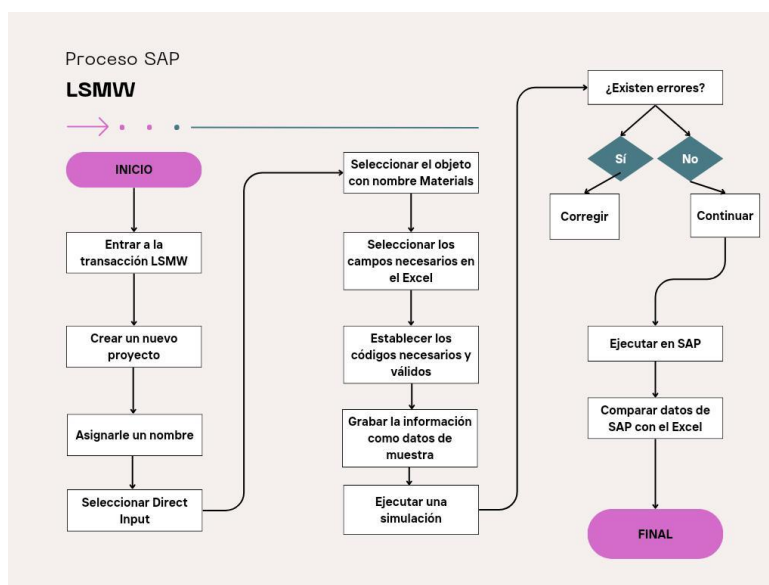 Proceso SAP
LSMW
INICIO
Entrar a la
transacción LSMW
Crear un nuevo
proyecto
Asignarle un nombre
Seleccionar Direct
Input
Seleccionar el objeto
con nombre Materials
Seleccionar los
campos necesarios en
el Excel
Establecer los
códigos necesarios y
válidos
Grabar la información
como datos de
muestra
Ejecutar una
simulación
¿Existen errores?
Sí
No
Corregir
Continuar
Ejecutar en SAP
Comparar datos de
SAP con el Excel
FINAL